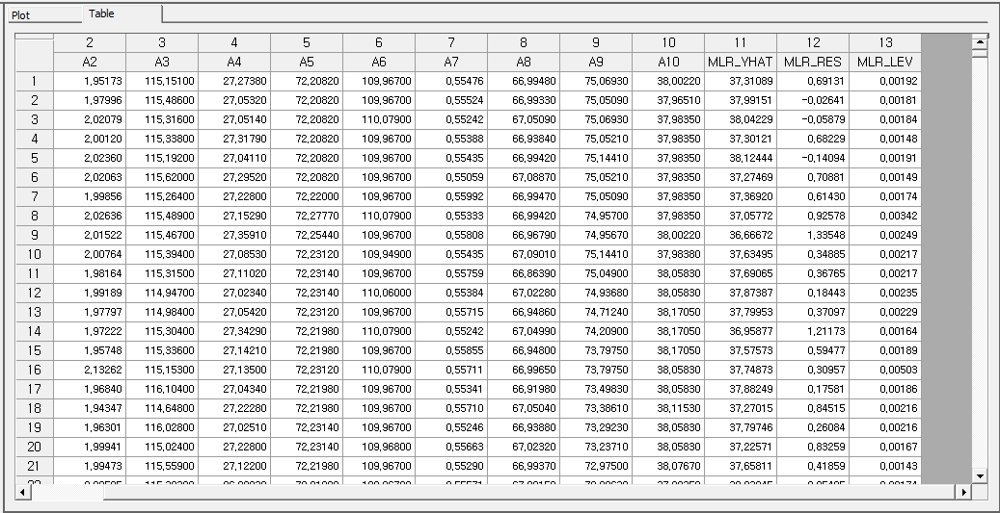 Plot Table
2 3 4 5 6 7 8 9 10 11 12 13
A2 A3 A4 A5 A6 A7 A8 A9 A10 MLR_YHAT MLR_RES MLR_LEV
1 1,95173 115,15100 27,27380 72,20820 109,96700 0,55476 66,99480 75,06930 38,00220 37,31089 0,69131 0,00192
2 1,97996 115,48600 27,05320 72,20820 109,96700 0,55524 66,99330 75,05090 37,96510 37,99151 -0,02641 0,00181
3 2,02079 115,31600 27,05140 72,20820 110,07900 0,55242 67,05090 75,06930 37,98350 38,04229 -0,05879 0,00184
4 2,00120 115,33800 27,31790 72,20820 109,96700 0,55388 66,93840 75,05210 37,98350 37,30121 0,68229 0,00148
5 2,02360 115,19200 27,04110 72,20820 109,96700 0,55435 66,99420 75,14410 37,98350 38,12444 -0,14094 0,00191
6 2,02063 115,62000 27,29520 72,20820 109,96700 0,55059 67,08870 75,05210 37,98350 37,27469 0,70881 0,00149
7 1,99856 115,26400 27,22800 72,22000 109,96700 0,55992 66,99470 75,05090 37,98350 37,36920 0,61430 0,00174
8 2,02636 115,48900 27,15290 72,27770 110,07900 0,55333 66,99420 74,95700 37,98350 37,05772 0,92578 0,00342
9 2,01522 115,46700 27,35910 72,25440 109,96700 0,55808 66,96790 74,95670 38,00220 36,66672 1,33548 0,00249
10 2,00764 115,39400 27,08530 72,23120 109,94900 0,55435 67,09010 75,14410 37,98380 37,63495 0,34885 0,00217
11 1,98164 115,31500 27,11020 72,23140 109,96700 0,55759 66,86390 75,04900 38,05830 37,69065 0,36765 0,00217
12 1,99189 114,94700 27,02340 72,23140 110,06000 0,55384 67,02280 74,93680 38,05830 37,87387 0,18443 0,00235
13 1,97797 114,98400 27,05420 72,23120 109,96700 0,55715 66,94860 74,71240 38,17050 37,79953 0,37097 0,00229
14 1,97222 115,30400 27,34290 72,21980 110,07900 0,55242 67,04990 74,20900 38,17050 36,95877 1,21173 0,00164
15 1,95748 115,33600 27,14210 72,21980 109,96700 0,55855 66,94800 73,79750 38,17050 37,57573 0,59477 0,00189
16 2,13262 115,15300 27,13500 72,23120 110,07900 0,55711 66,99650 73,79750 38,05830 37,74873 0,30957 0,00503
17 1,96840 116,10400 27,04340 72,21980 109,96700 0,55341 66,91980 73,49830 38,05830 37,88249 0,17581 0,00186
18 1,94347 114,64800 27,22280 72,21980 109,96700 0,55710 67,05040 73,38610 38,11530 37,27015 0,84515 0,00216
19 1,96301 116,02800 27,02510 72,23140 109,96700 0,55246 66,93880 73,29230 38,05830 37,79746 0,26084 0,00216
20 1,99941 115,02400 27,22800 72,23140 109,96800 0,55663 67,02320 73,23710 38,05830 37,22571 0,83259 0,00167
21 1,99473 115,55900 27,12200 72,21980 109,96700 0,55290 66,99370 72,97500 38,07670 37,65811 0,41859 0,00143